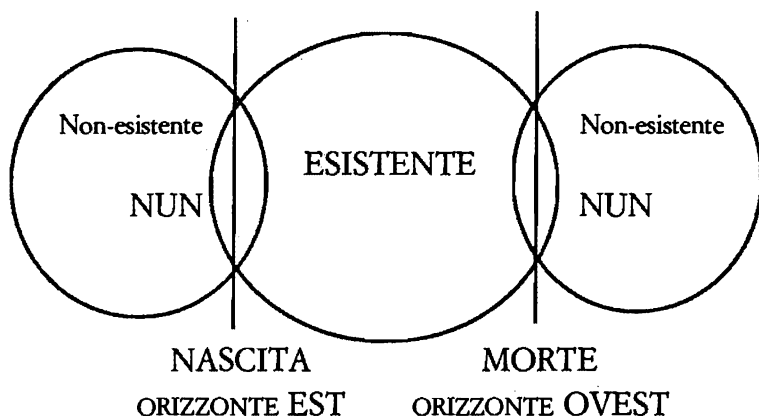 Non-esistente
NUN
ESISTENTE
Non-esistente
NUN
NASCITA
ORIZZONTE EST
MORTE
ORIZZONTE OVEST